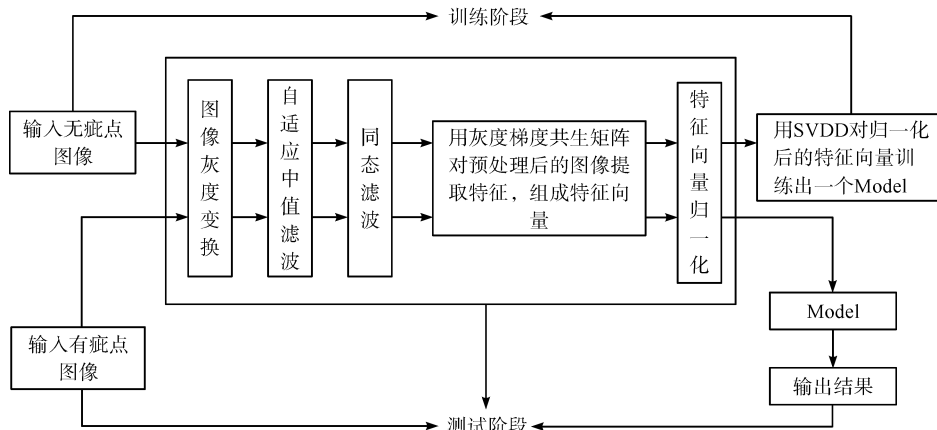 训练阶段
输入无疵点
图像
图像灰度变换
自适应中值滤波
同态滤波
用灰度梯度共生矩阵
对预处理后的图像提
取特征，组成特征向
量
特征向量归一化
用SVDD对归一化
后的特征向量训
练出一个Model
输入有疵点
图像
Model
输出结果
测试阶段